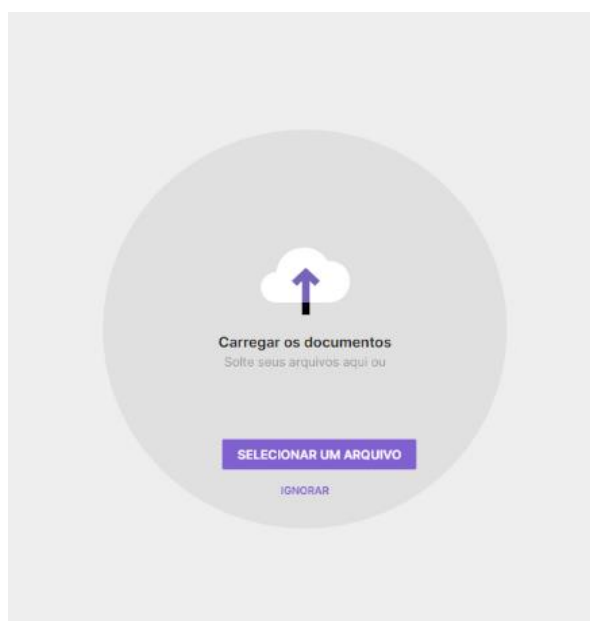 Carregar os documentos
Solte seus arquivos aqui ou
SELECIONAR UM ARQUIVO
IGNORAR